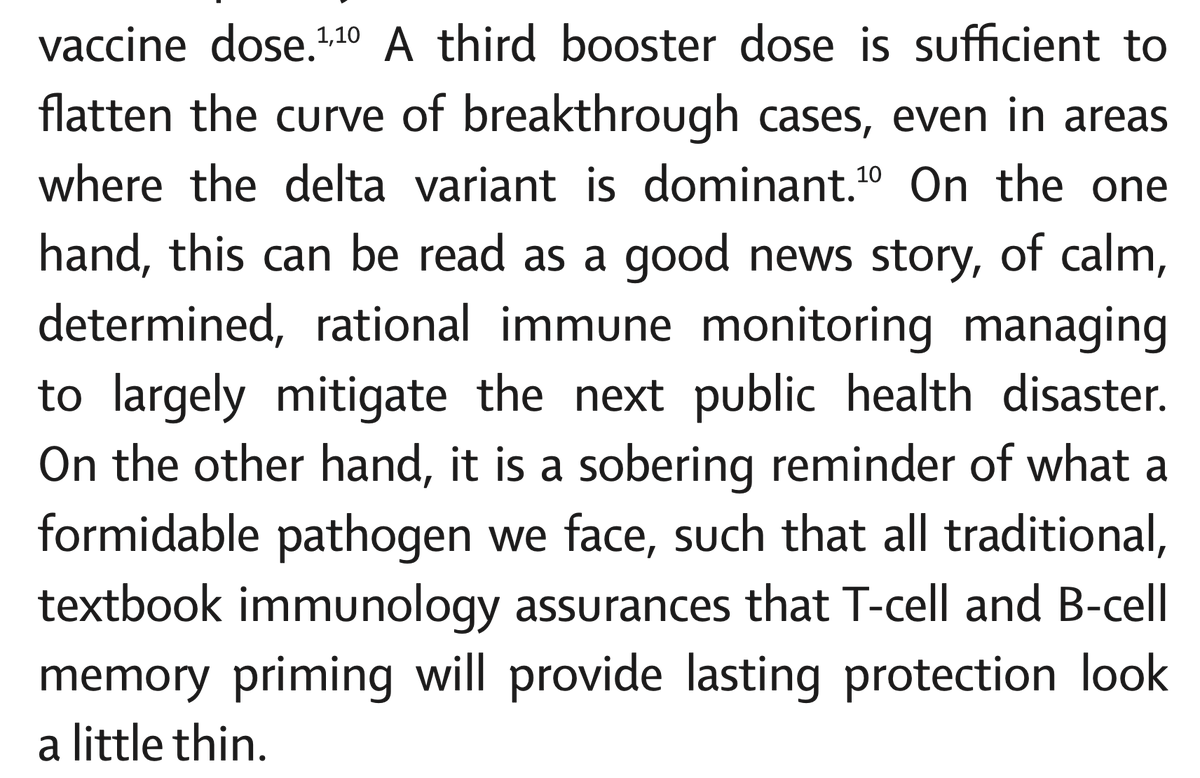 vaccine dose.1,10 A third booster dose is sufficient to
flatten the curve of breakthrough cases, even in areas
where the delta variant is dominant.10 On the one
hand, this can be read as a good news story, of calm,
determined, rational immune monitoring managing
to largely mitigate the next public health disaster.
On the other hand, it is a sobering reminder of what a
formidable pathogen we face, such that all traditional,
textbook immunology assurances that T-cell and B-cell
memory priming will provide lasting protection look
a little thin.